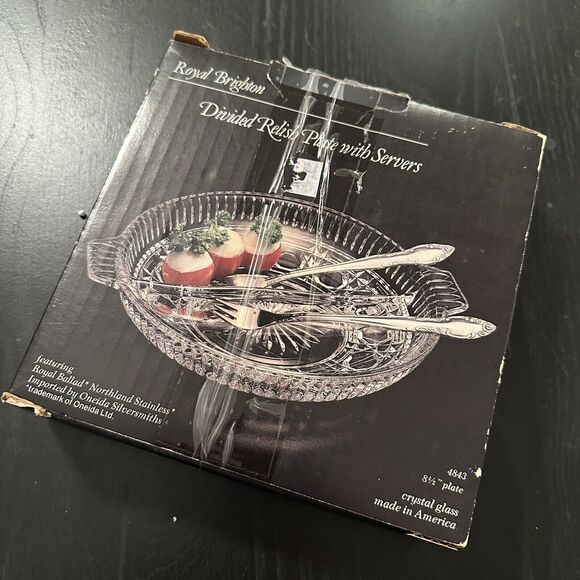 Royal Brighton
Divided Relish Plate with Servers
featuring
Royal Ballad* Northland Stainless*
Imported by Oneida Silversmiths
*trademark of Oneida Ltd.
4843
8½" plate
crystal glass
made in America